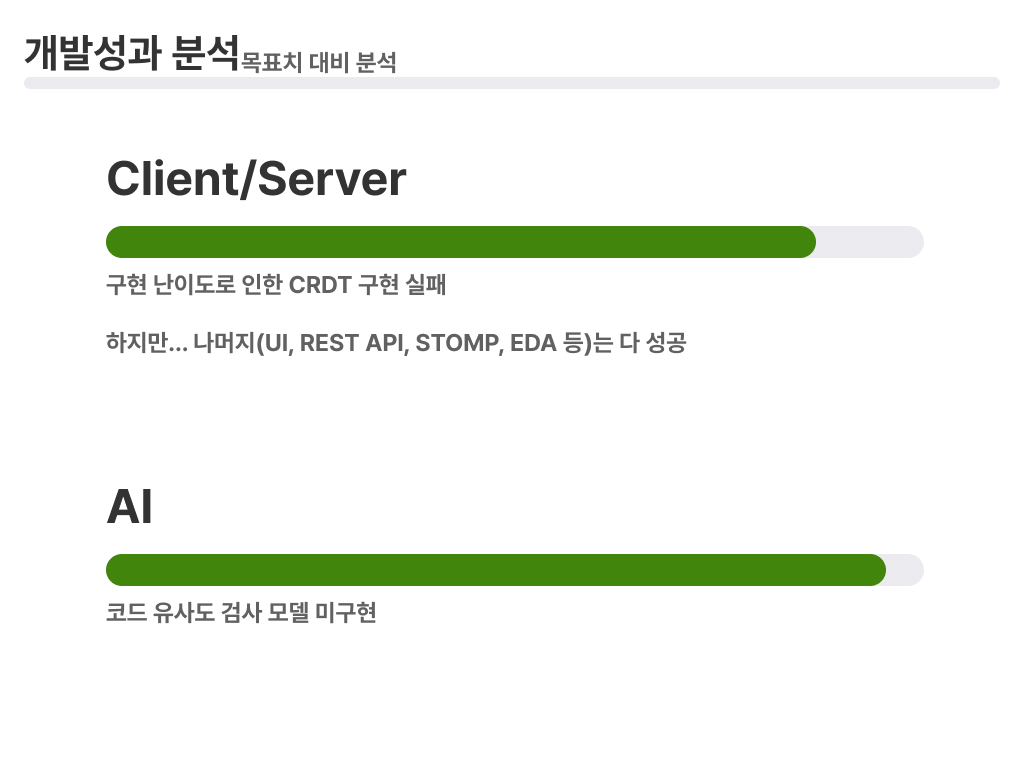 개발성과 분석 목표치 대비 분석
Client/Server
구현 난이도로 인한 CRDT 구현 실패
하지만... 나머지(UI, REST API, STOMP, EDA 등)는 다 성공
AI
코드 유사도 검사 모델 미구현